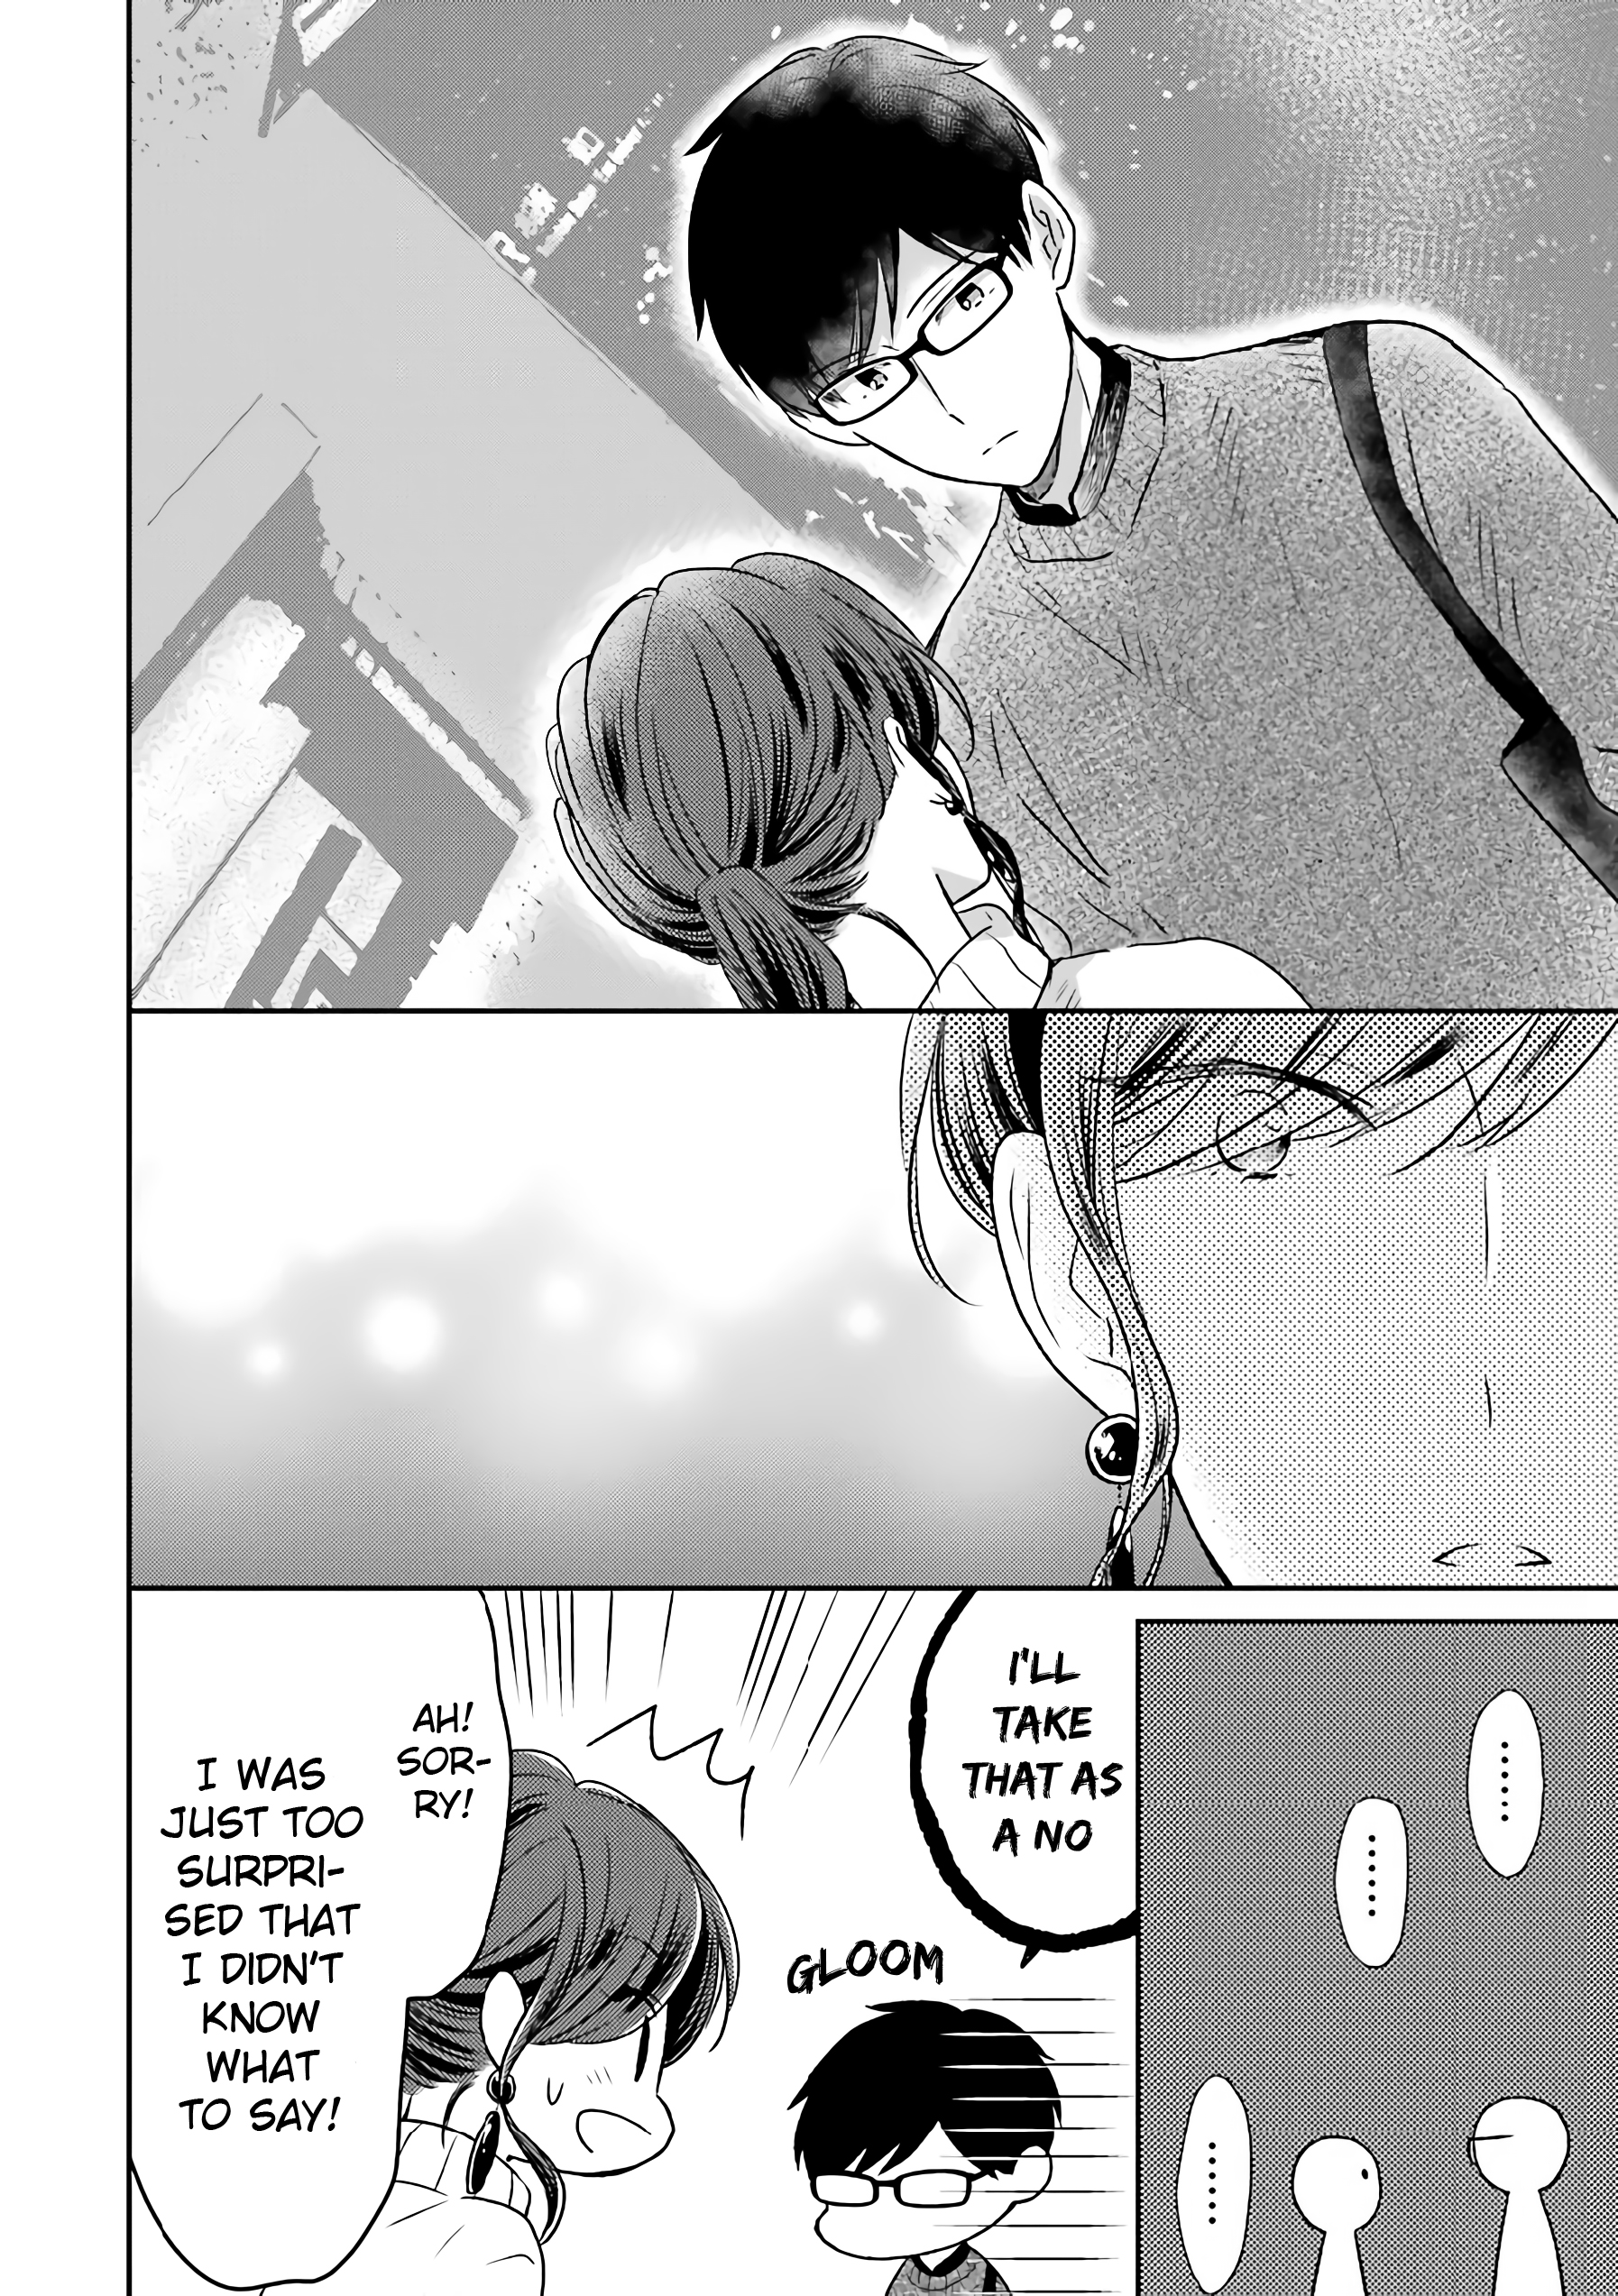 ......
.....
......
I'LL
TAKE
THAT AS
A NO
GLOOM
AH!
SOR-
RY!
I WAS
JUST TOO
SURPRI-
SED THAT
I DIDN'T
KNOW
WHAT
TO SAY!